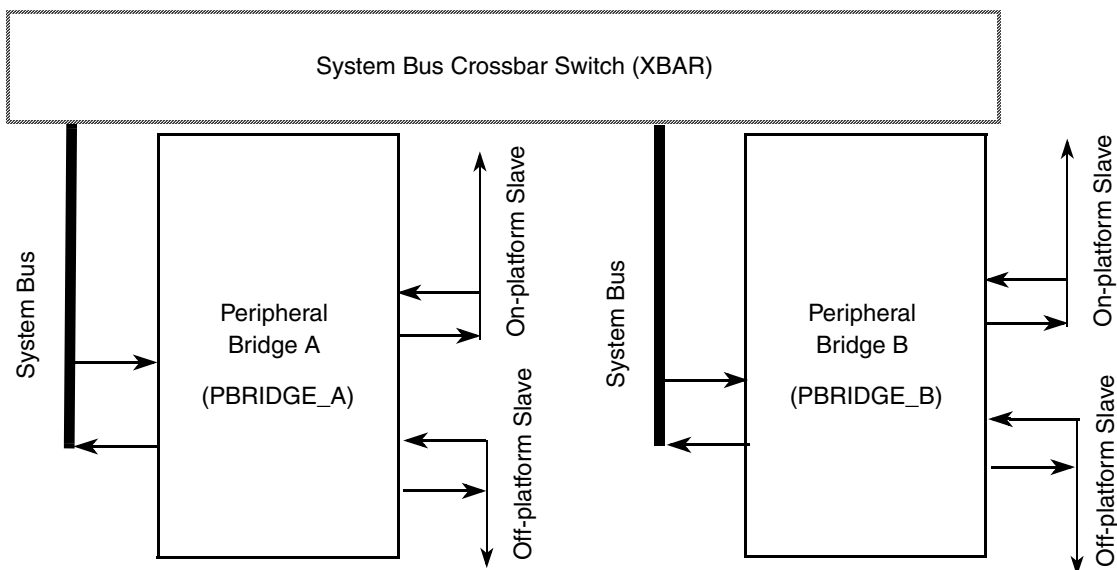 System Bus Crossbar Switch (XBAR)
System Bus
Peripheral
Bridge A
(PBRIDGE_A)
On-platform Slave
Off-platform Slave
System Bus
Peripheral
Bridge B
(PBRIDGE_B)
On-platform Slave
Off-platform Slave